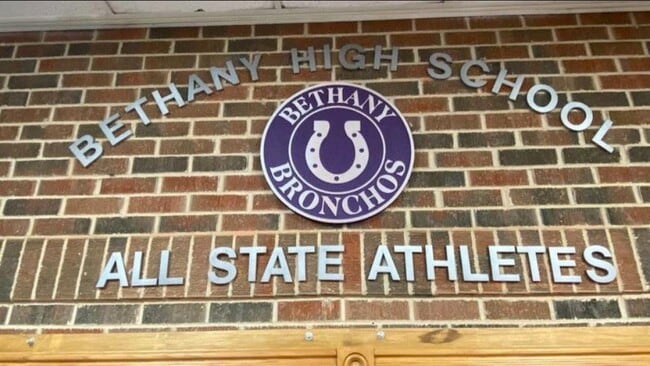 BETHANY HIGH SCHOOL
BETHANY
BRONCHOS
ALL STATE ATHLETES